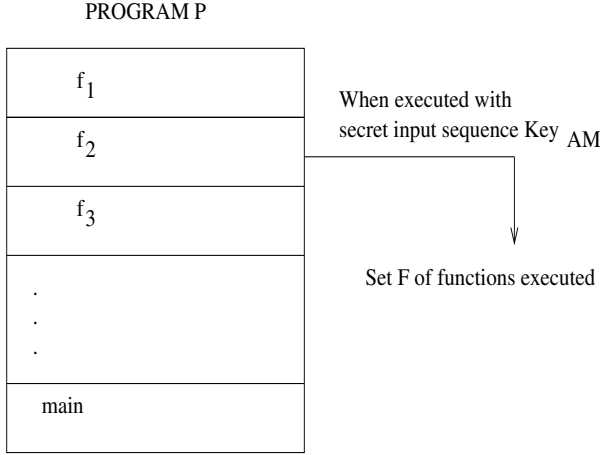 PROGRAM P
f1
f2
f3
.
.
.
main
When executed with
secret input sequence Key AM
Set F of functions executed